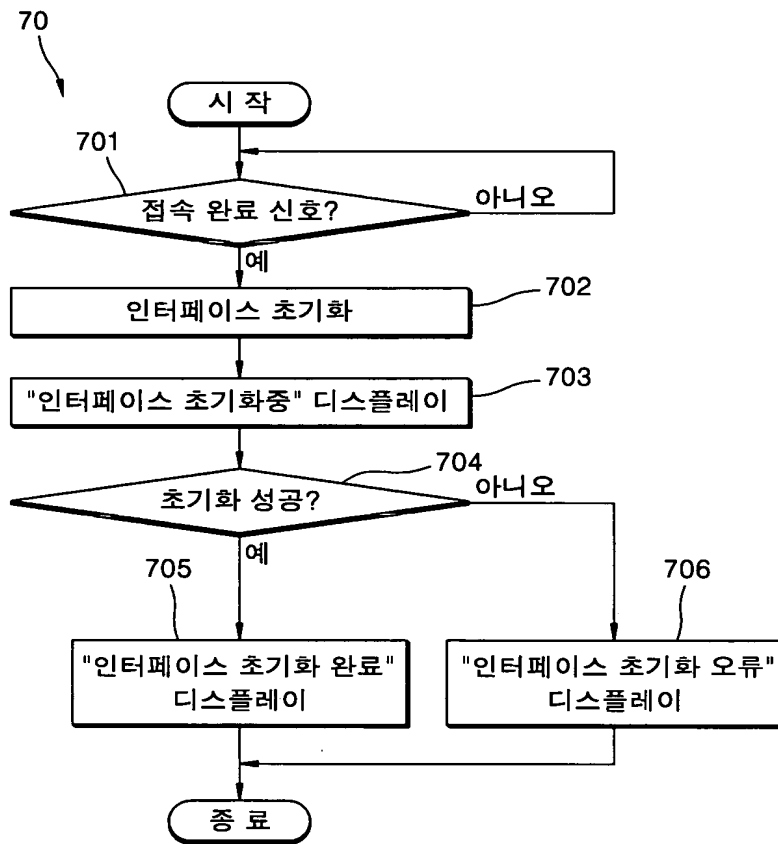 70
시 작
701
접속 완료 신호?
아니오
예
702
인터페이스 초기화
703
"인터페이스 초기화중" 디스플레이
704
초기화 성공?
아니오
예
705
"인터페이스 초기화 완료"
디스플레이
706
"인터페이스 초기화 오류"
디스플레이
종 료